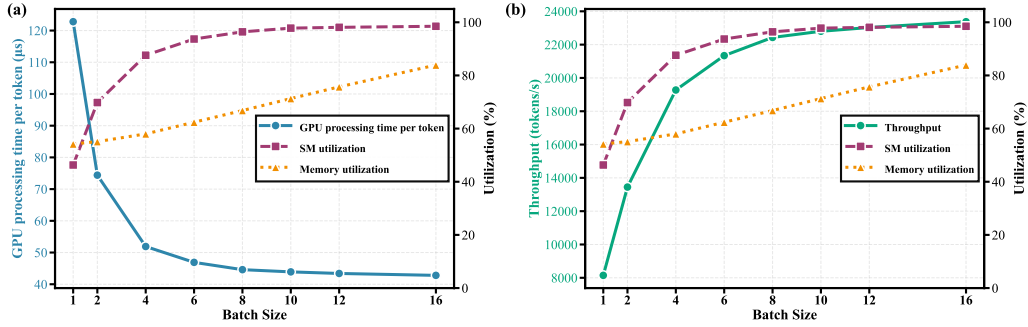 (a)
GPU processing time per token (μs)
120
110
100
90
80
70
60
50
40
100
80
60
40
20
0
Utilization (%)
GPU processing time per token
SM utilization
Memory utilization
1 2 4 6 8 10 12 16
Batch Size
(b)
Throughput (tokens/s)
24000
22000
20000
18000
16000
14000
12000
10000
8000
100
80
60
40
20
0
Utilization (%)
Throughput
SM utilization
Memory utilization
1 2 4 6 8 10 12 16
Batch Size